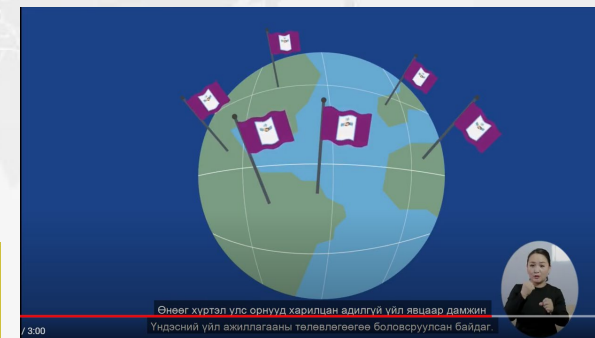 Өнөөг хүртэл улс орнууд харилцан адилгүй үйл явцаар дамжин
Үндэсний үйл ажиллагааны төлөвлөгөөгөө боловсруулсан байдаг.
/ 3:00